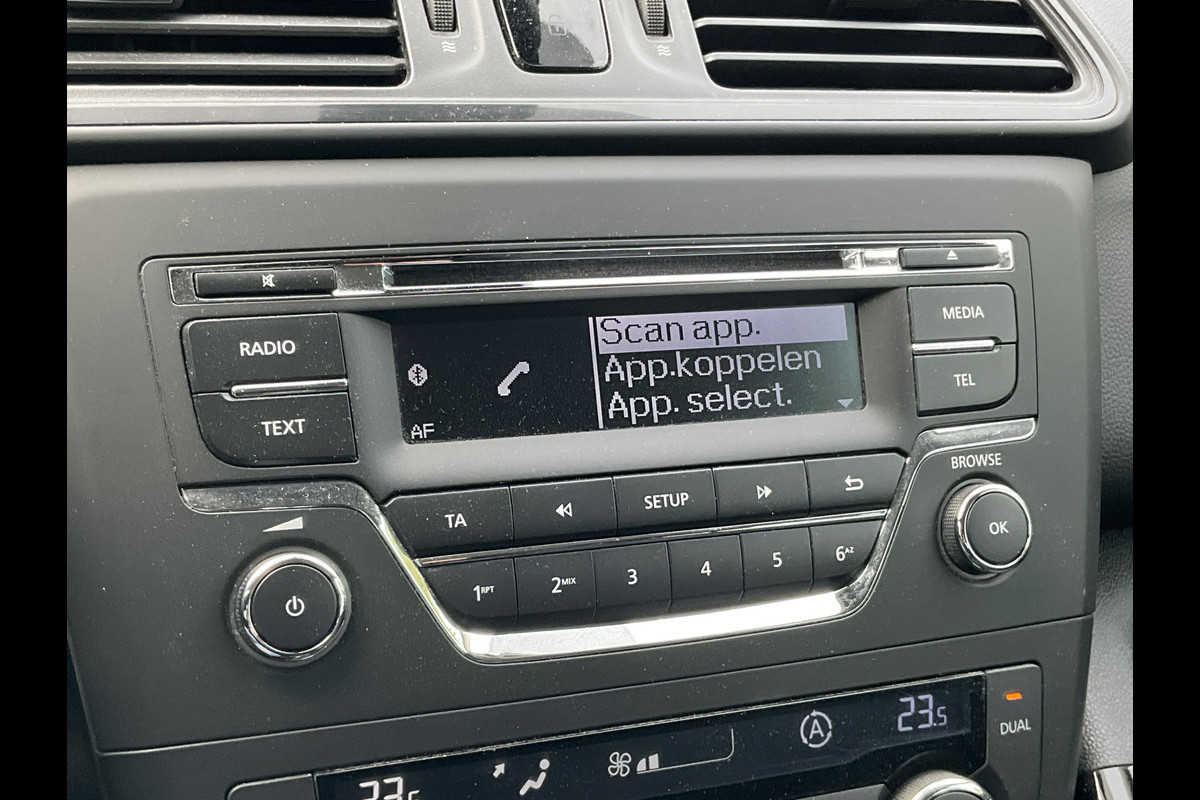 RADIO
TEXT
Scan app.
App.koppelen
App. select.
AF
MEDIA
TEL
BROWSE
OK
TA
SETUP
1RPT
2MIX
3
4
5
6AZ
A
23.5
DUAL